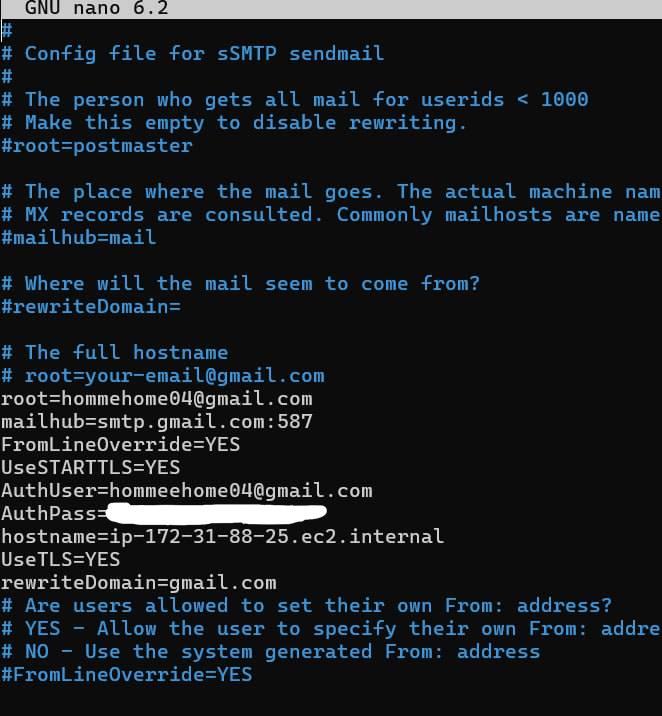 GNU nano 6.2
#
# Config file for sSMTP sendmail
#
# The person who gets all mail for userids < 1000
# Make this empty to disable rewriting.
#root=postmaster
# The place where the mail goes. The actual machine nam
# MX records are consulted. Commonly mailhosts are name
#mailhub=mail
# Where will the mail seem to come from?
#rewriteDomain=
# The full hostname
# root=your-email@gmail.com
root=hommehome04@gmail.com
mailhub=smtp.gmail.com:587
FromLineOverride=YES
UseSTARTTLS=YES
AuthUser=hommeehome04@gmail.com
AuthPass=
hostname=ip-172-31-88-25.ec2.internal
UseTLS=YES
rewriteDomain=gmail.com
# Are users allowed to set their own From: address?
# YES - Allow the user to specify their own From: addre
# NO - Use the system generated From: address
#FromLineOverride=YES